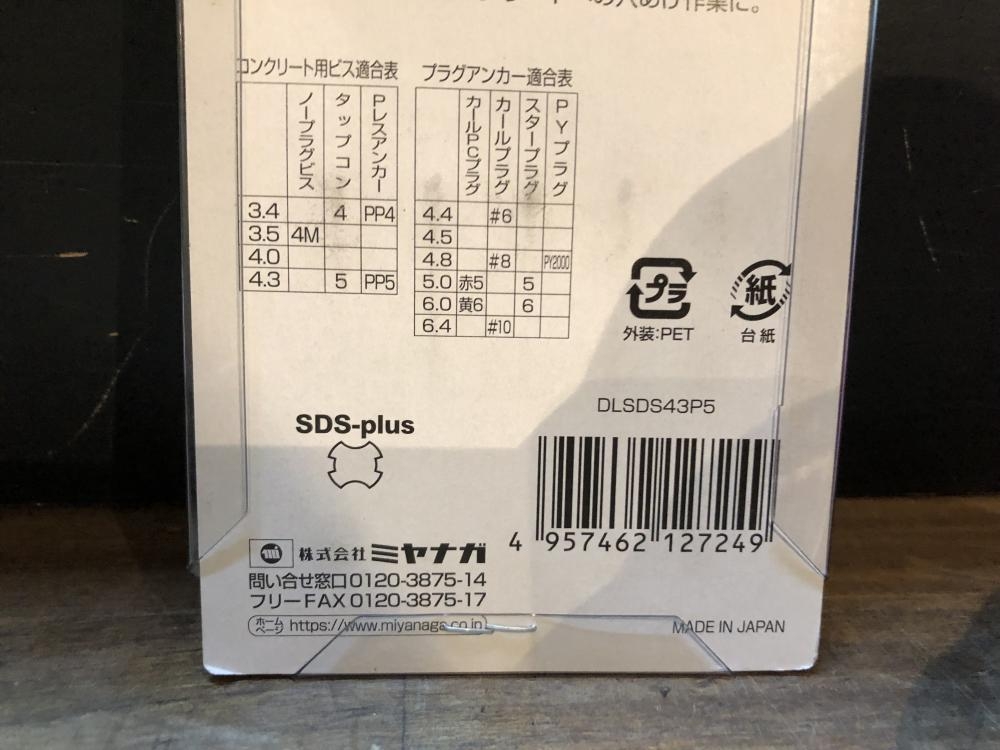 の穴あけ作業に。
コンクリート用ビス適合表
ノープラグビス タップコン Pレスアンカー
3.4 4 PP4
3.5 4M
4.0
4.3 5 PP5
プラグアンカー適合表
カールPCプラグ カールプラグ スタープラグ PYプラグ
4.4 #6
4.5
4.8 #8 PY2000
5.0 赤5 5
6.0 黄6 6
6.4 #10
プラ
外装:PET
紙
台紙
SDS-plus
DLSDS43P5
4 957462 127249
mi 株式会社ミヤナガ
問い合せ窓口0120-3875-14
フリーFAX 0120-3875-17
ホームページ https://www.miyanaga.co.jp
MADE IN JAPAN